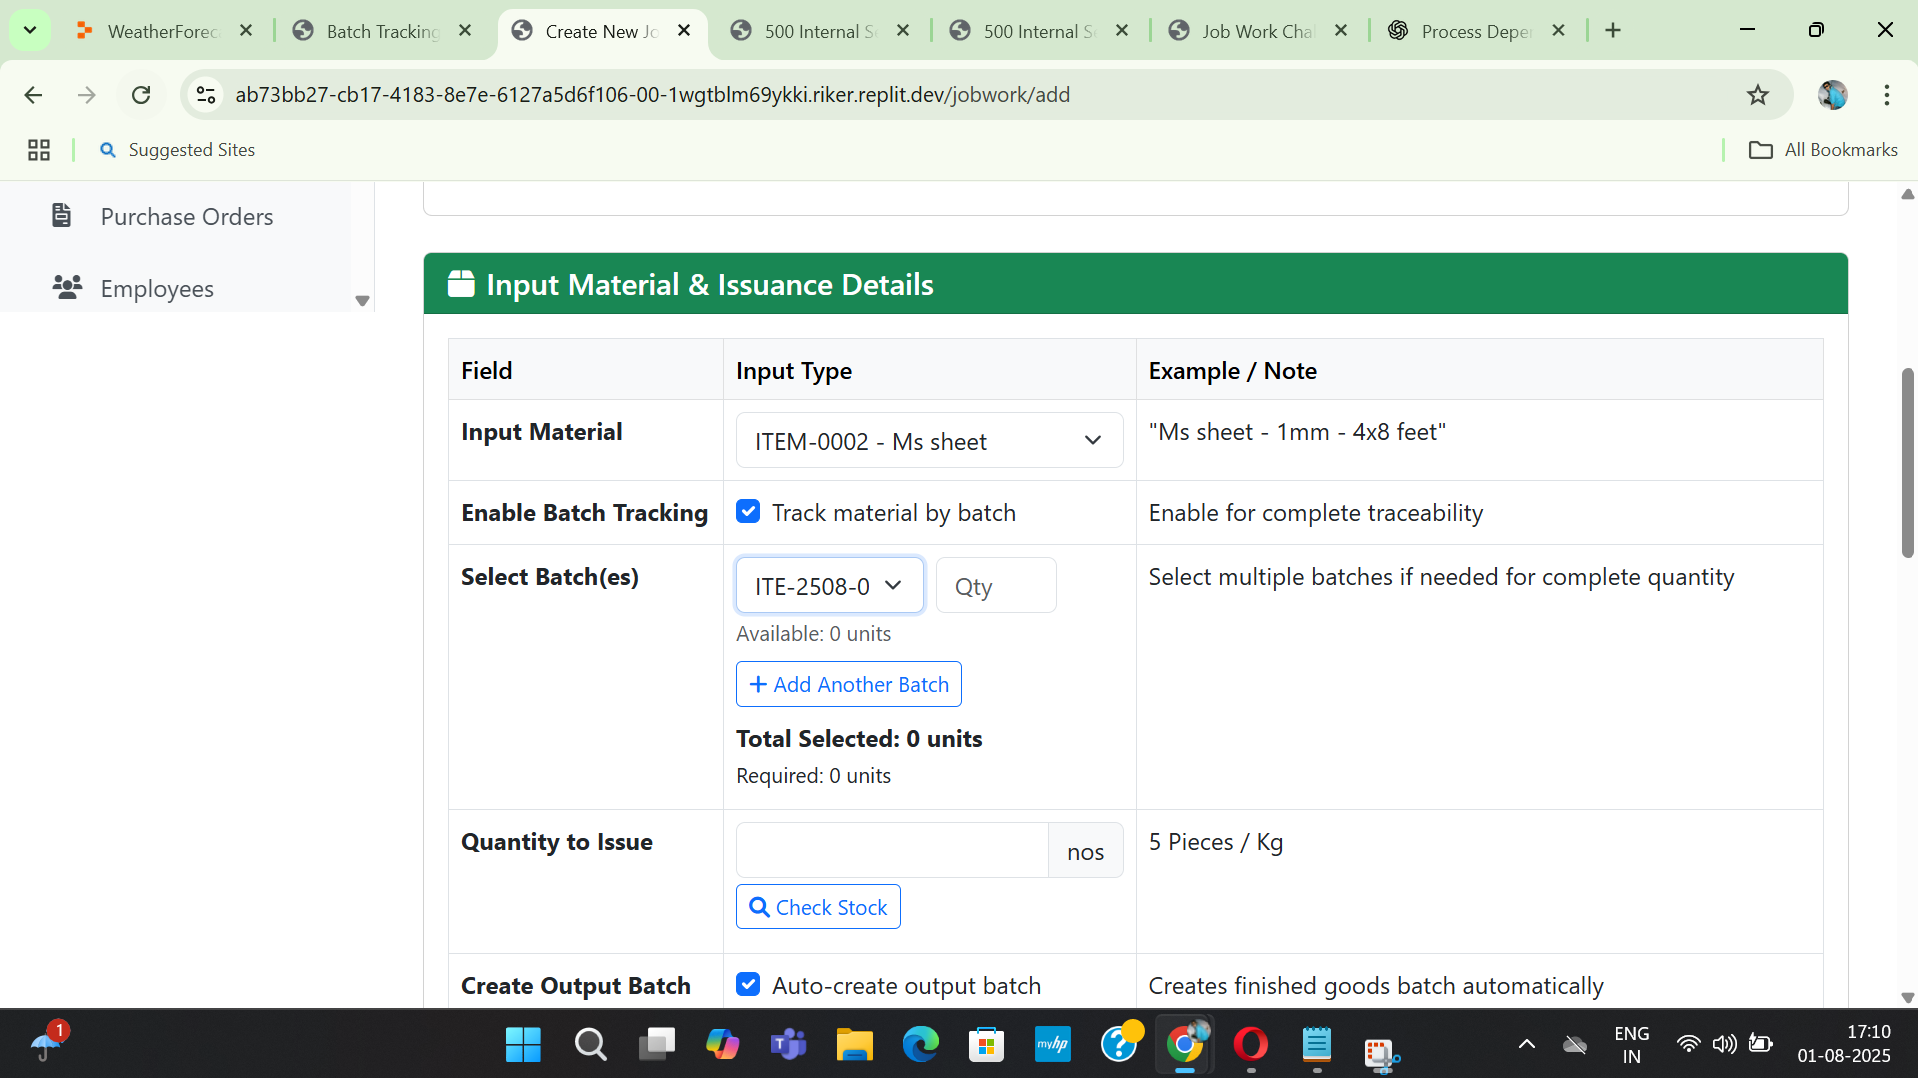 WeatherForec
Batch Tracking
Create New Jo
500 Internal Se
500 Internal Se
Job Work Chal
Process Deper
ab73bb27-cb17-4183-8e7e-6127a5d6f106-00-1wgtblm69ykki.riker.replit.dev/jobwork/add
Suggested Sites
All Bookmarks
Purchase Orders
Employees
Input Material & Issuance Details
Field
Input Type
Example / Note
Input Material
ITEM-0002 - Ms sheet
"Ms sheet - 1mm - 4x8 feet"
Enable Batch Tracking
Track material by batch
Enable for complete traceability
Select Batch(es)
ITE-2508-0
Qty
Select multiple batches if needed for complete quantity
Available: 0 units
Add Another Batch
Total Selected: 0 units
Required: 0 units
Quantity to Issue
nos
5 Pieces / Kg
Check Stock
Create Output Batch
Auto-create output batch
Creates finished goods batch automatically
1
myhp
ENG
IN
17:10
01-08-2025